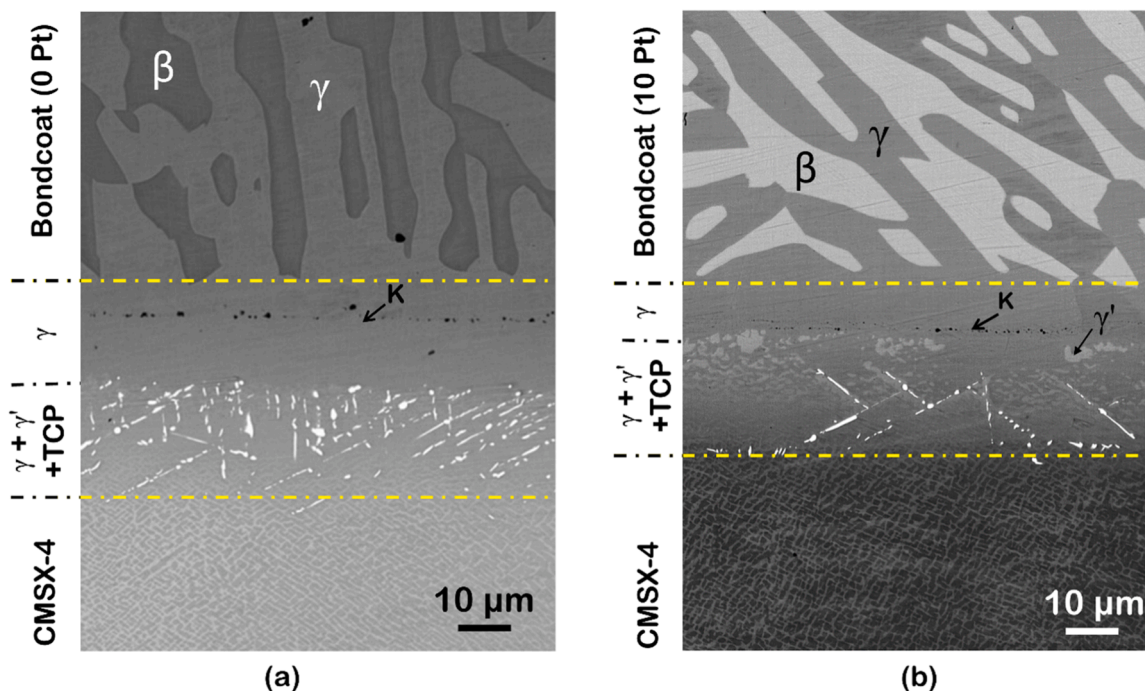 Bondcoat (0 Pt)
β
γ
γ
K
γ + γ'
+TCP
CMSX-4
10 µm
(a)
Bondcoat (10 Pt)
β
γ
γ
K
γ'
γ + γ'
+TCP
CMSX-4
10 µm
(b)